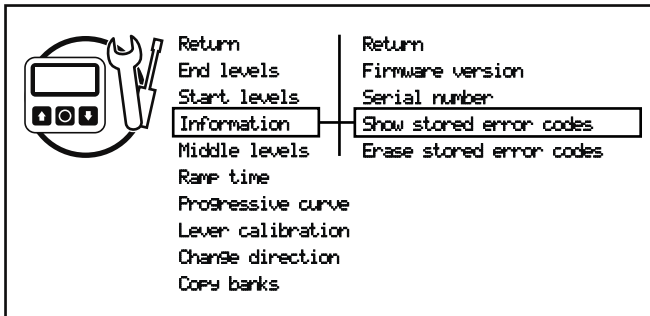 Return
End levels
Start levels
Information
Middle levels
Ramp time
Progressive curve
Lever calibration
Change direction
Copy banks
Return
Firmware version
Serial number
Show stored error codes
Erase stored error codes